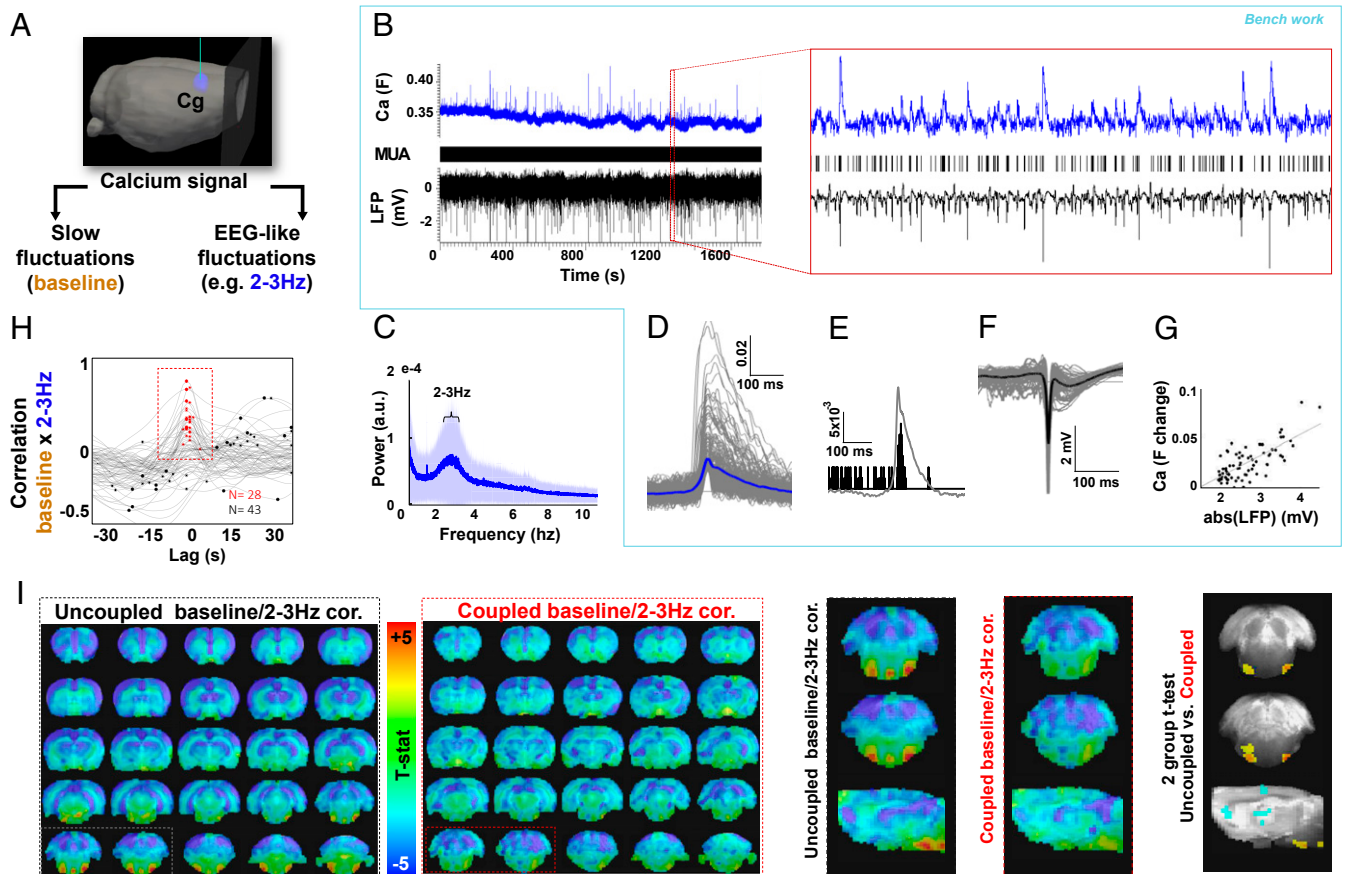 A
Cg
Calcium signal
Slow
fluctuations
(baseline)
EEG-like
fluctuations
(e.g. 2-3Hz)
B
Bench work
Ca (F)
0.40
0.35
MUA
LFP
(mV)
0
-2
0
400
800
1200
1600
Time (s)
H
Correlation
baseline x 2-3Hz
1
0
-0.5
N= 28
N= 43
-30
-15
0
15
30
Lag (s)
C
e-4
2-3Hz
Power (a.u.)
2
1
0
0
2
4
6
8
10
Frequency (hz)
D
0.02
100 ms
E
5x10-3
100 ms
F
2 mV
100 ms
G
Ca (F change)
0.1
0.05
0
2
3
4
abs(LFP) (mV)
I
Uncoupled baseline/2-3Hz cor.
+5
T-stat
-5
Coupled baseline/2-3Hz cor.
Uncoupled baseline/2-3Hz cor.
Coupled baseline/2-3Hz cor.
2 group t-test
Uncoupled vs. Coupled